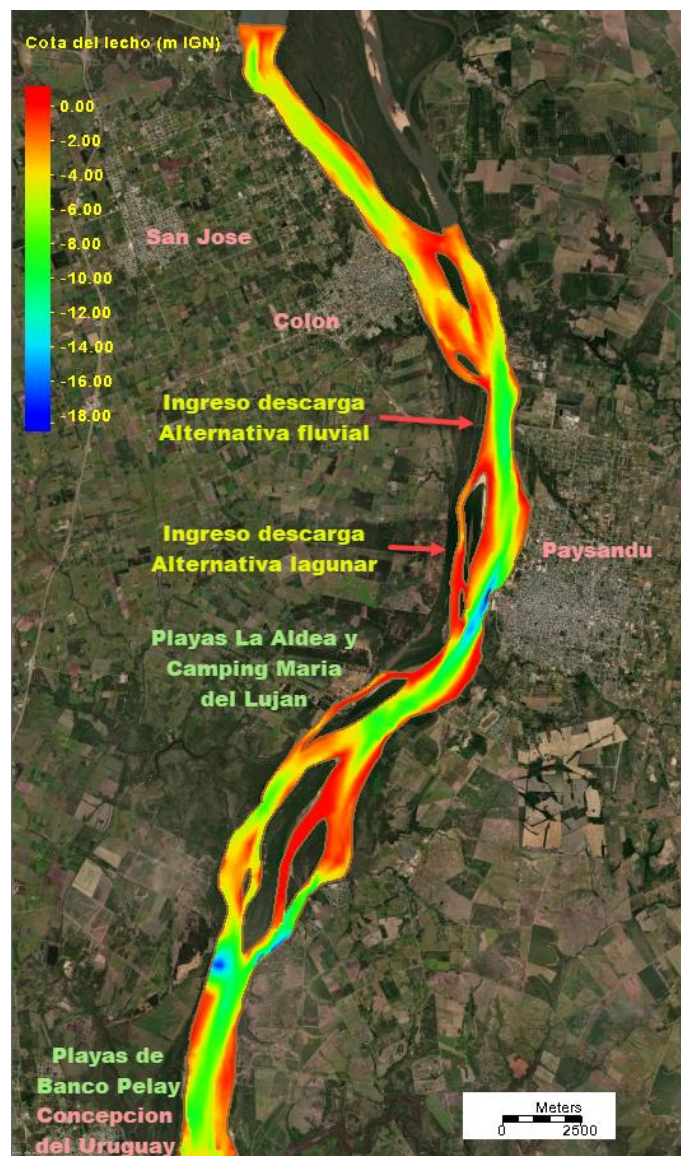 Cota del lecho (m IGN)
0.00
-2.00
-4.00
-6.00
-8.00
-10.00
-12.00
-14.00
-16.00
-18.00
San Jose
Colon
Ingreso descarga
Alternativa fluvial
Ingreso descarga
Alternativa lagunar
Paysandu
Playas La Aldea y
Camping Maria
del Lujan
Playas de
Banco Pelay
Concepcion
del Uruguay
Meters
0 2500